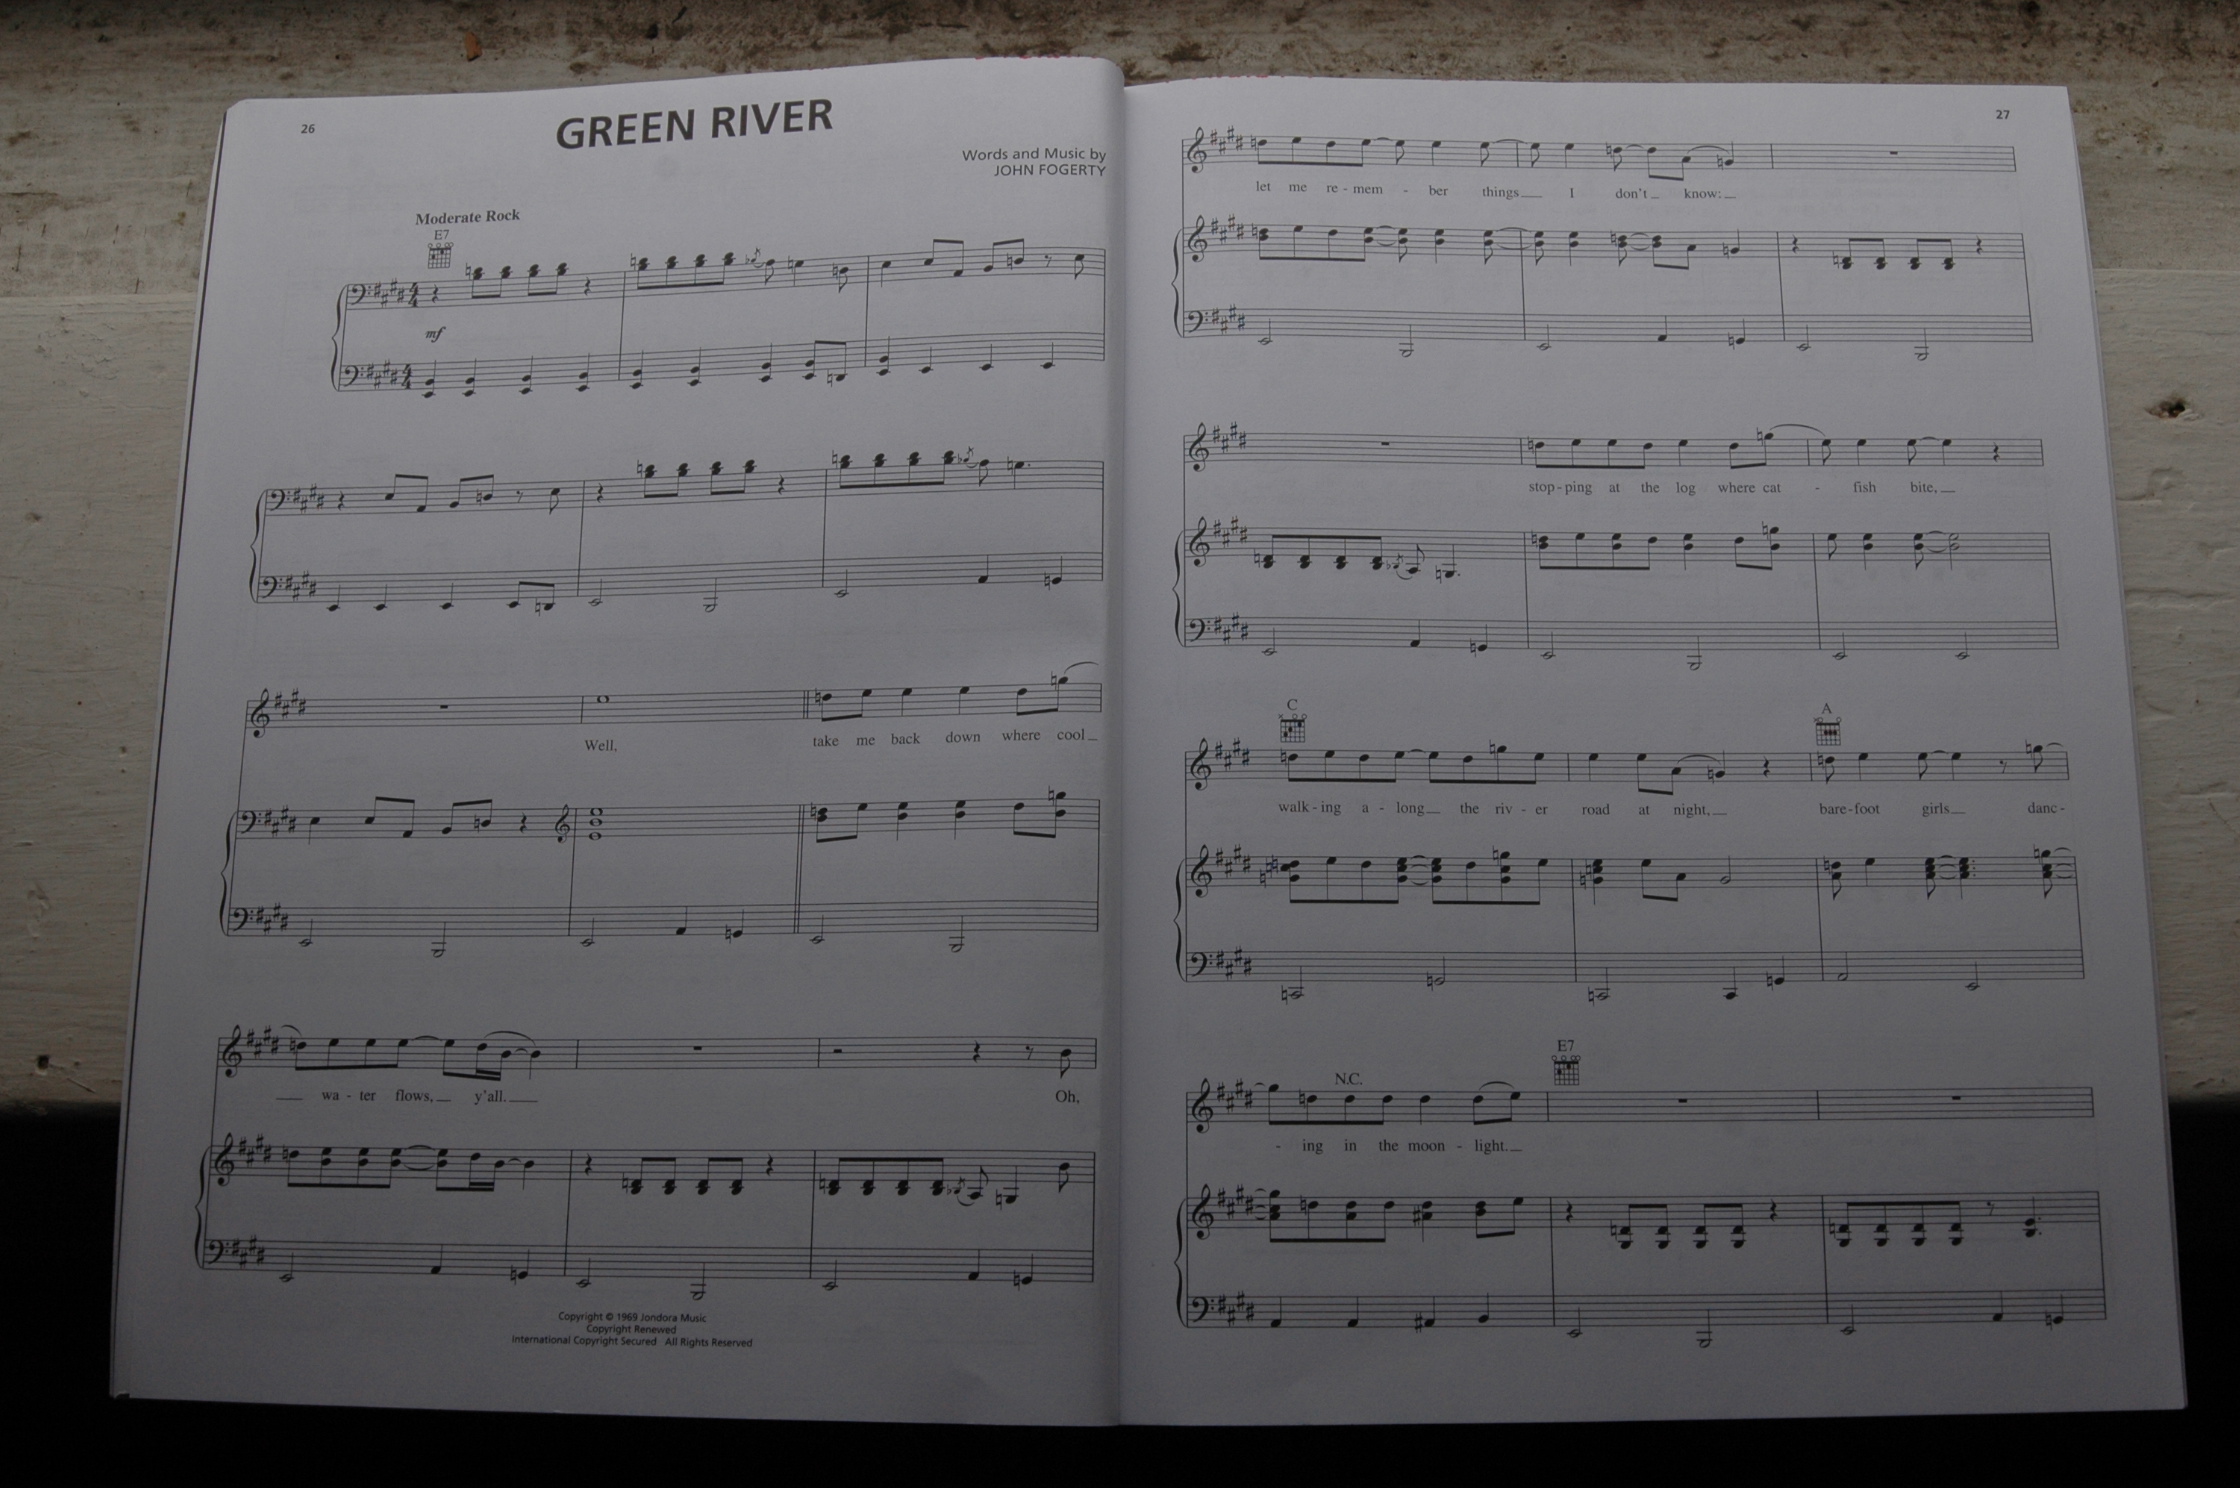 26
GREEN RIVER
Words and Music by
JOHN FOGERTY
Moderate Rock
E7
mf
Well, take me back down where cool
wa - ter flows, y'all. Oh,
Copyright © 1969 Jondora Music
Copyright Renewed
International Copyright Secured All Rights Reserved
27
let me re - mem - ber things I don't know:
stop - ping at the log where cat - fish bite,
C A
walk - ing a - long the riv - er road at night, bare - foot girls danc -
N.C. E7
- ing in the moon - light.